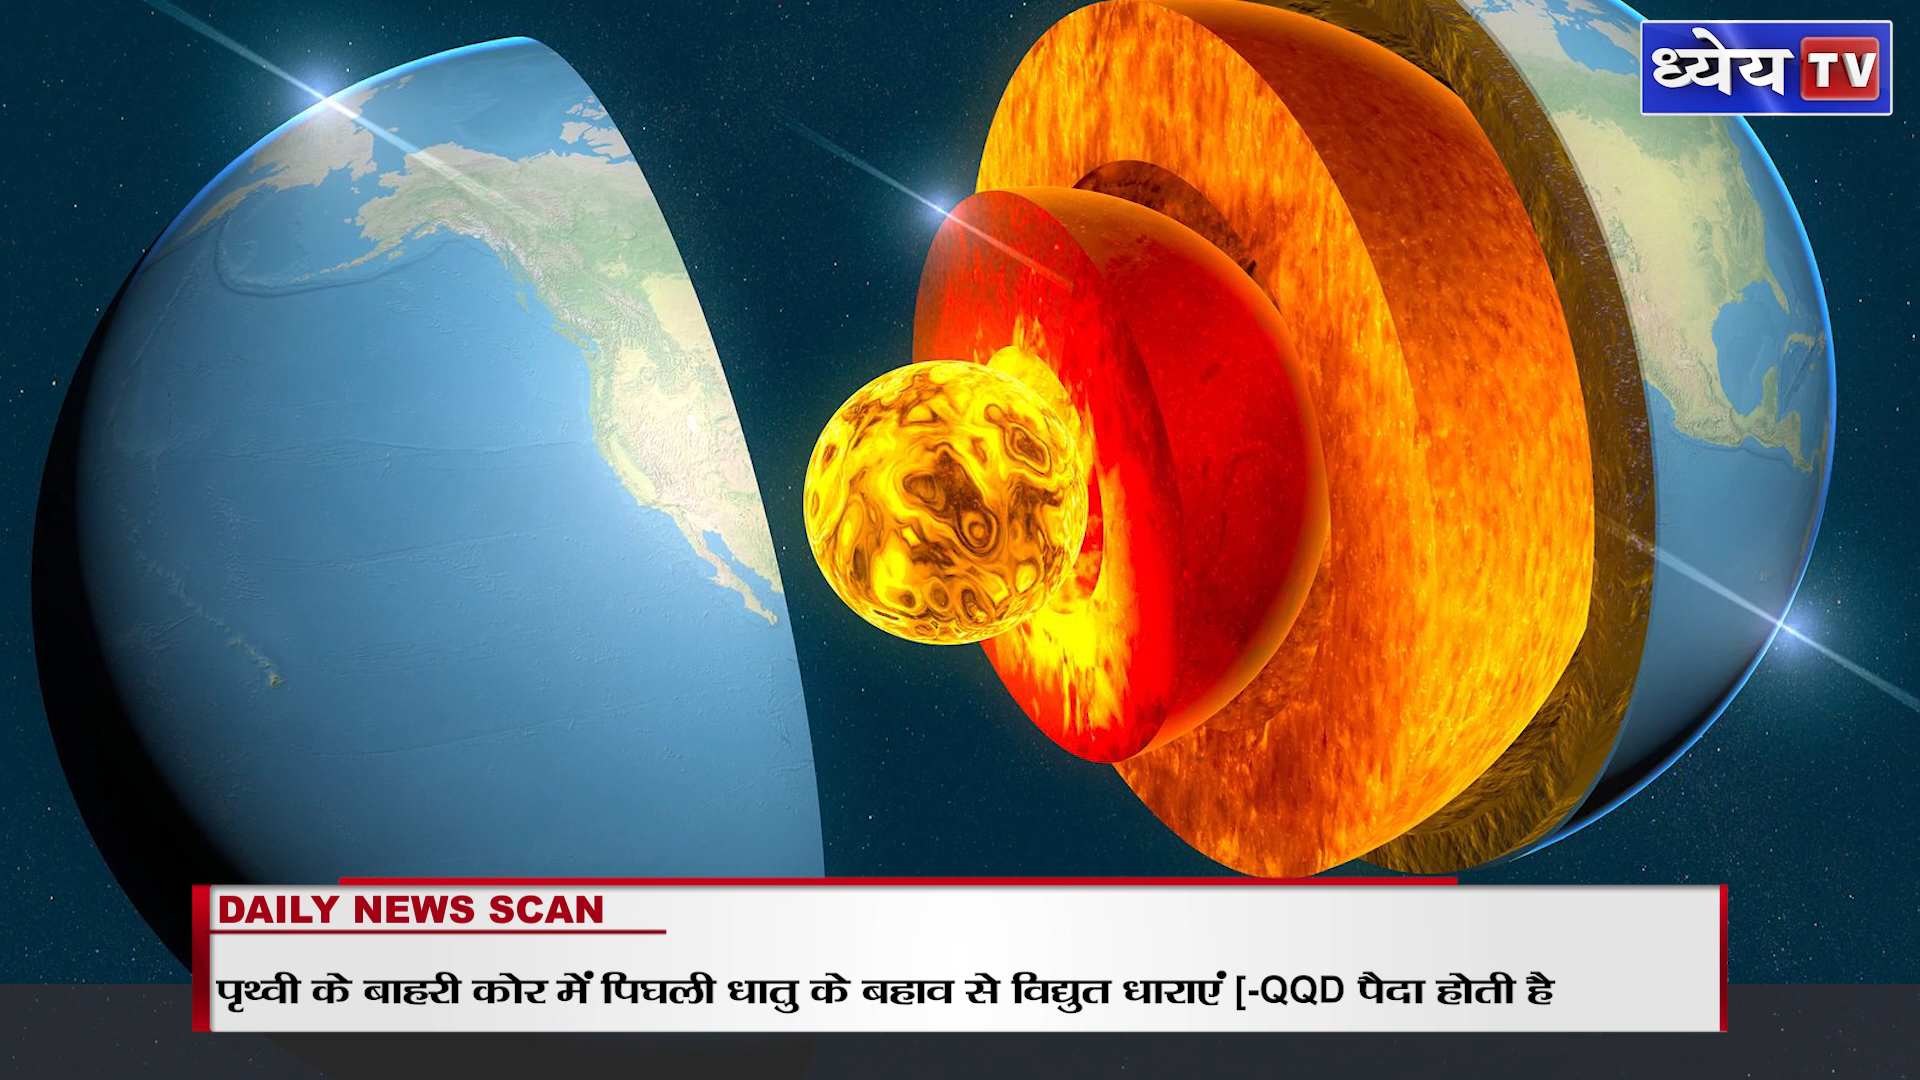 ध्येय TV
DAILY NEWS SCAN
पृथ्वी के बाहरी कोर में पिघली धातु के बहाव से विद्युत धाराएं [-QQD पैदा होती है